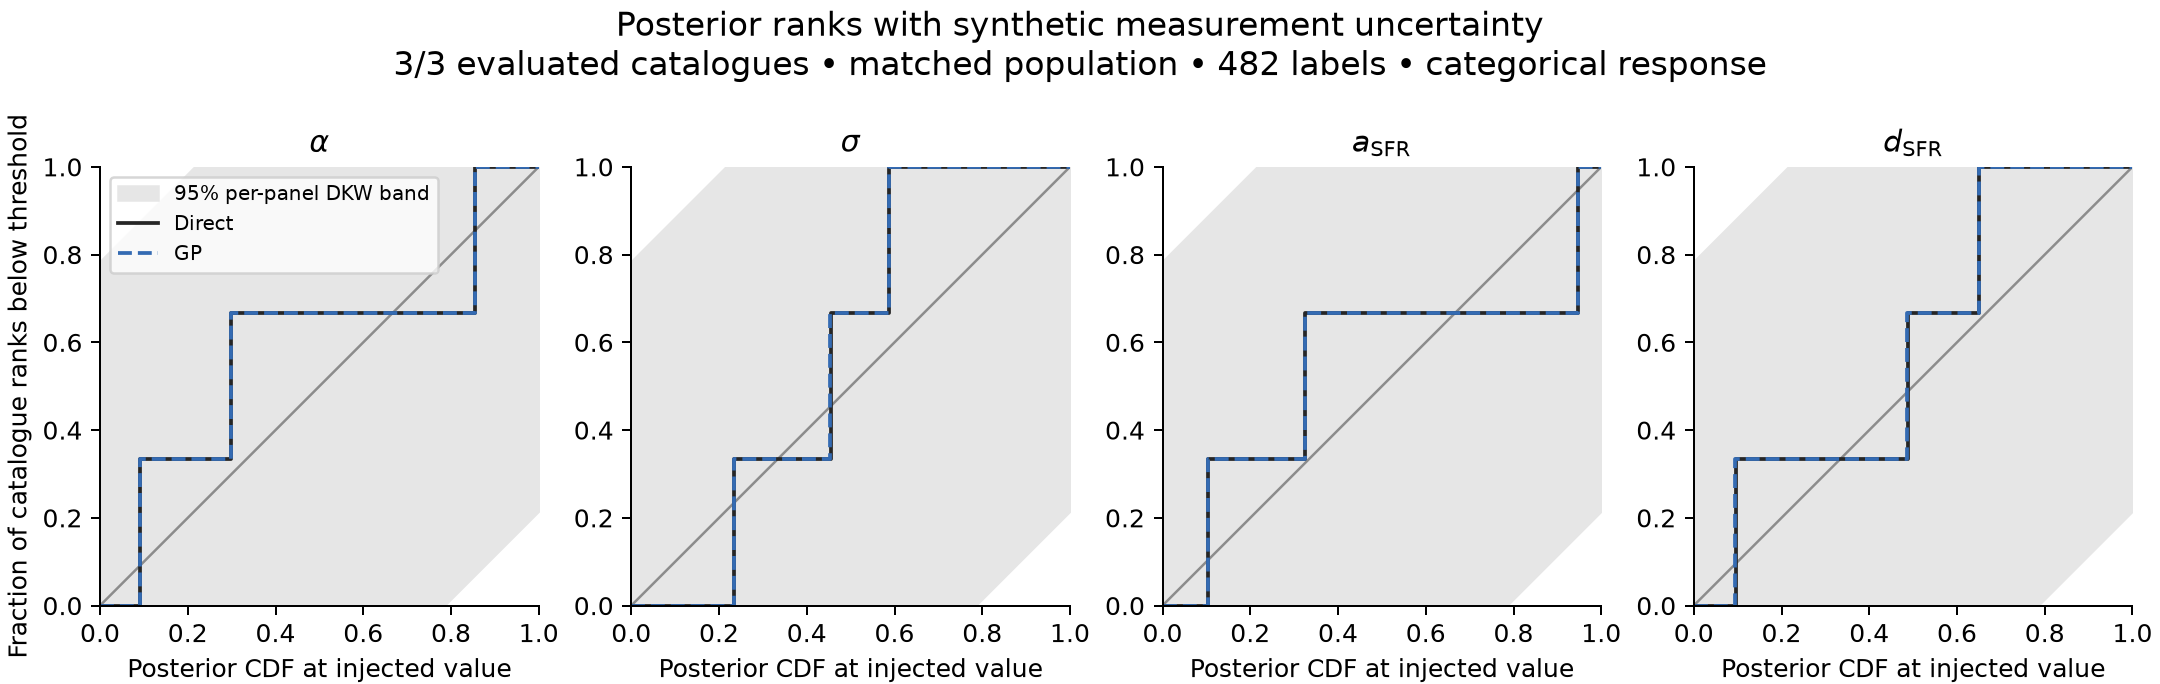 Posterior ranks with synthetic measurement uncertainty
3/3 evaluated catalogues • matched population • 482 labels • categorical response
Fraction of catalogue ranks below threshold
α
1.0
0.8
0.6
0.4
0.2
0.0
95% per-panel DKW band
Direct
GP
0.0 0.2 0.4 0.6 0.8 1.0
Posterior CDF at injected value
σ
1.0
0.8
0.6
0.4
0.2
0.0
0.0 0.2 0.4 0.6 0.8 1.0
Posterior CDF at injected value
a_SFR
1.0
0.8
0.6
0.4
0.2
0.0
0.0 0.2 0.4 0.6 0.8 1.0
Posterior CDF at injected value
d_SFR
1.0
0.8
0.6
0.4
0.2
0.0
0.0 0.2 0.4 0.6 0.8 1.0
Posterior CDF at injected value